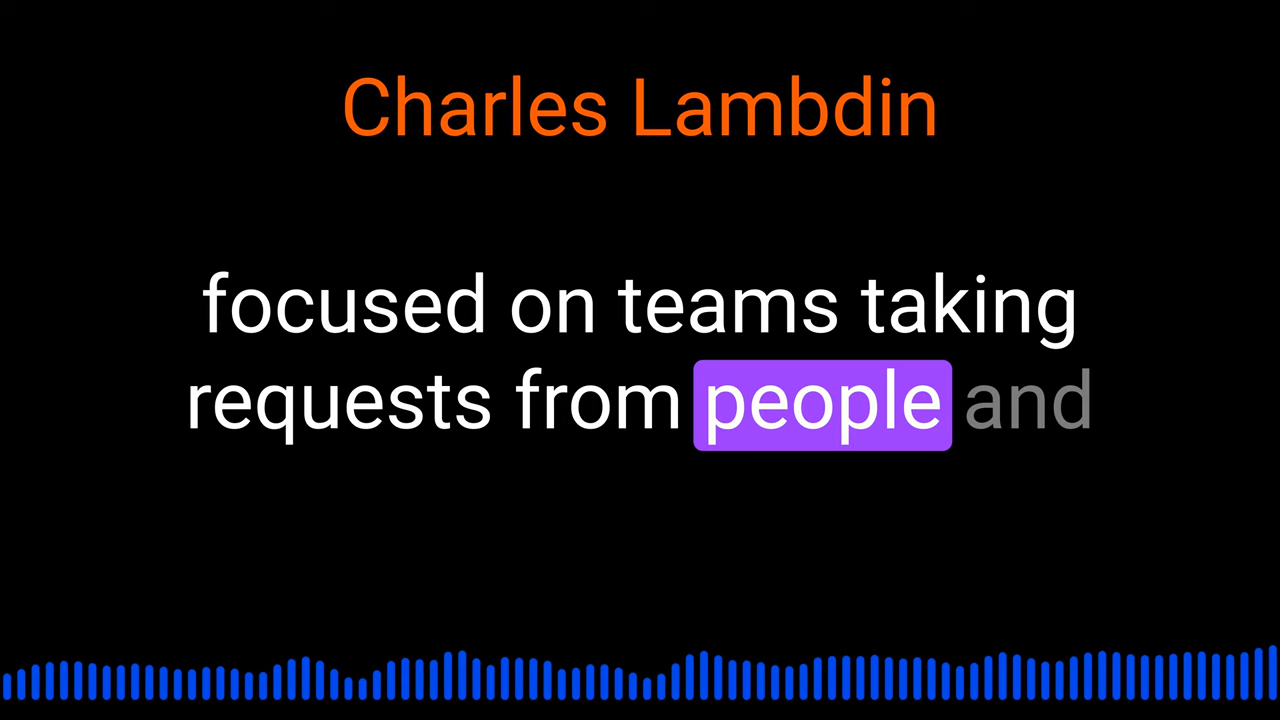 Charles Lambdin
focused on teams taking
requests from people and